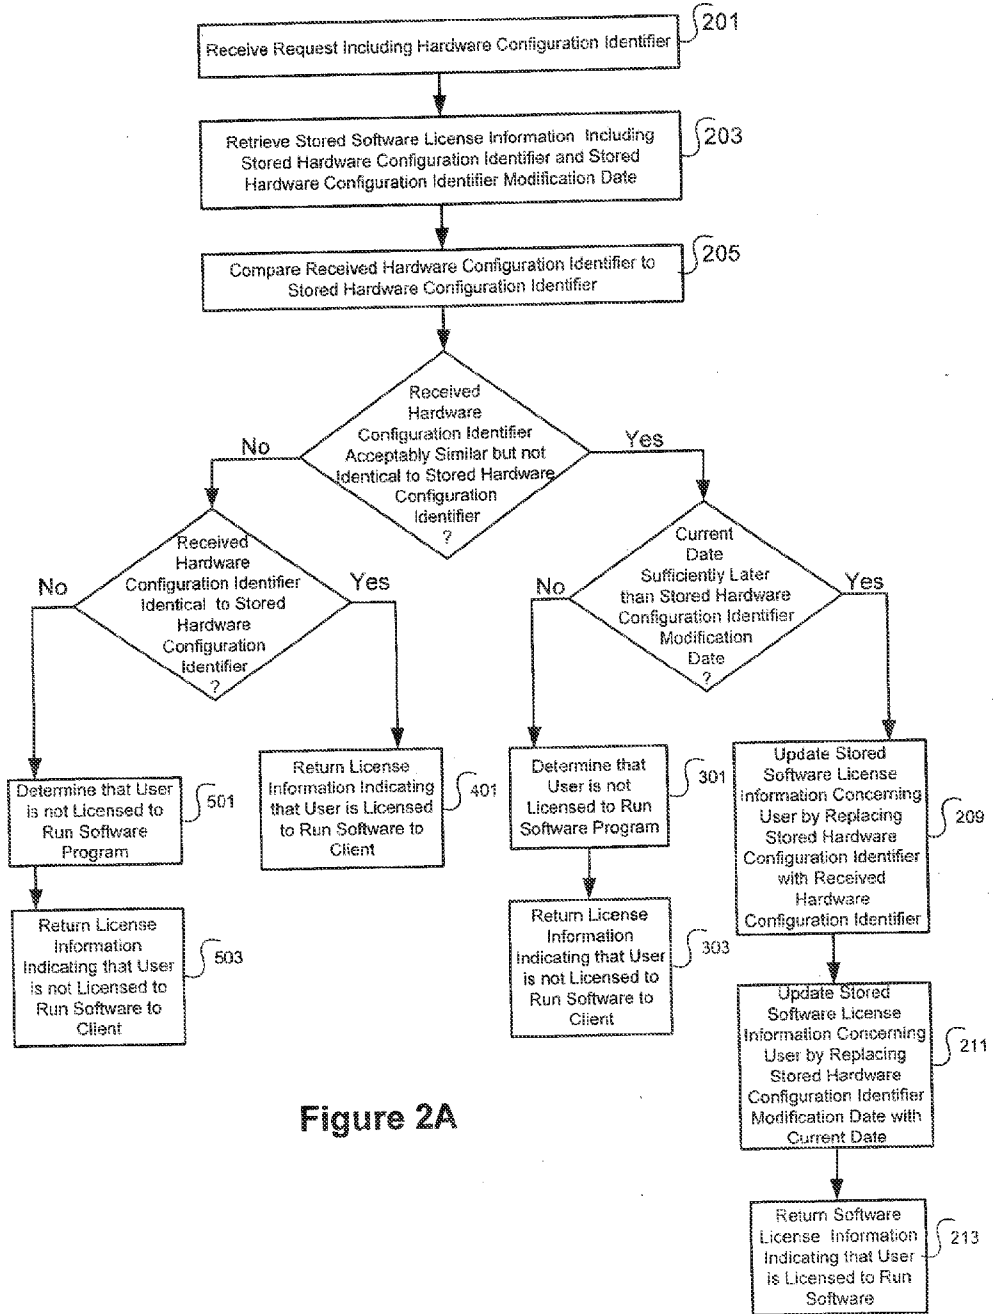 201
Receive Request Including Hardware Configuration Identifier
203
Retrieve Stored Software License Information Including
Stored Hardware Configuration Identifier and Stored
Hardware Configuration Identifier Modification Date
205
Compare Received Hardware Configuration Identifier to
Stored Hardware Configuration Identifier
Received
Hardware
Configuration Identifier
Acceptably Similar but not
Identical to Stored Hardware
Configuration
Identifier
?
No
Yes
Received
Hardware
Configuration Identifier
Identical to Stored
Hardware
Configuration
Identifier
?
No
Yes
Current
Date
Sufficiently Later
than Stored Hardware
Configuration Identifier
Modification
Date
?
No
Yes
Determine that User
is not Licensed to
Run Software
Program
501
Return License
Information Indicating
that User is Licensed
to Run Software to
Client
401
Determine that
User is not
Licensed to Run
Software Program
301
Update Stored
Software License
Information Concerning
User by Replacing
Stored Hardware
Configuration Identifier
with Received
Hardware
Configuration Identifier
209
Return License
Information
Indicating that User
is not Licensed to
Run Software to
Client
503
Return License
Information
Indicating that User
is not Licensed to
Run Software to
Client
303
Update Stored
Software License
Information Concerning
User by Replacing
Stored Hardware
Configuration Identifier
Modification Date with
Current Date
211
Return Software
License Information
Indicating that User
is Licensed to Run
Software
213
Figure 2A